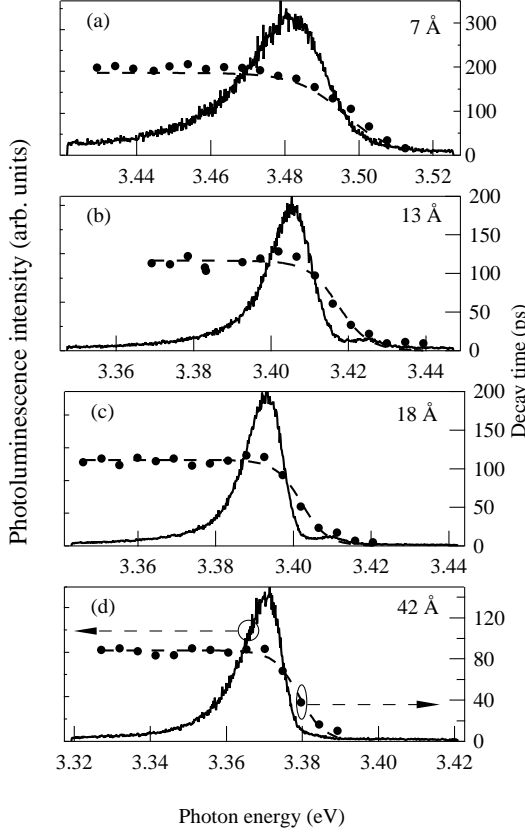 (a)
7 Å
300
200
100
0
3.44 3.46 3.48 3.50 3.52
(b)
13 Å
200
150
100
50
0
3.36 3.38 3.40 3.42 3.44
(c)
18 Å
200
150
100
50
0
3.36 3.38 3.40 3.42 3.44
(d)
42 Å
120
80
40
0
3.32 3.34 3.36 3.38 3.40 3.42
Photon energy (eV)
Photoluminescence intensity (arb. units)
Decay time (ps)